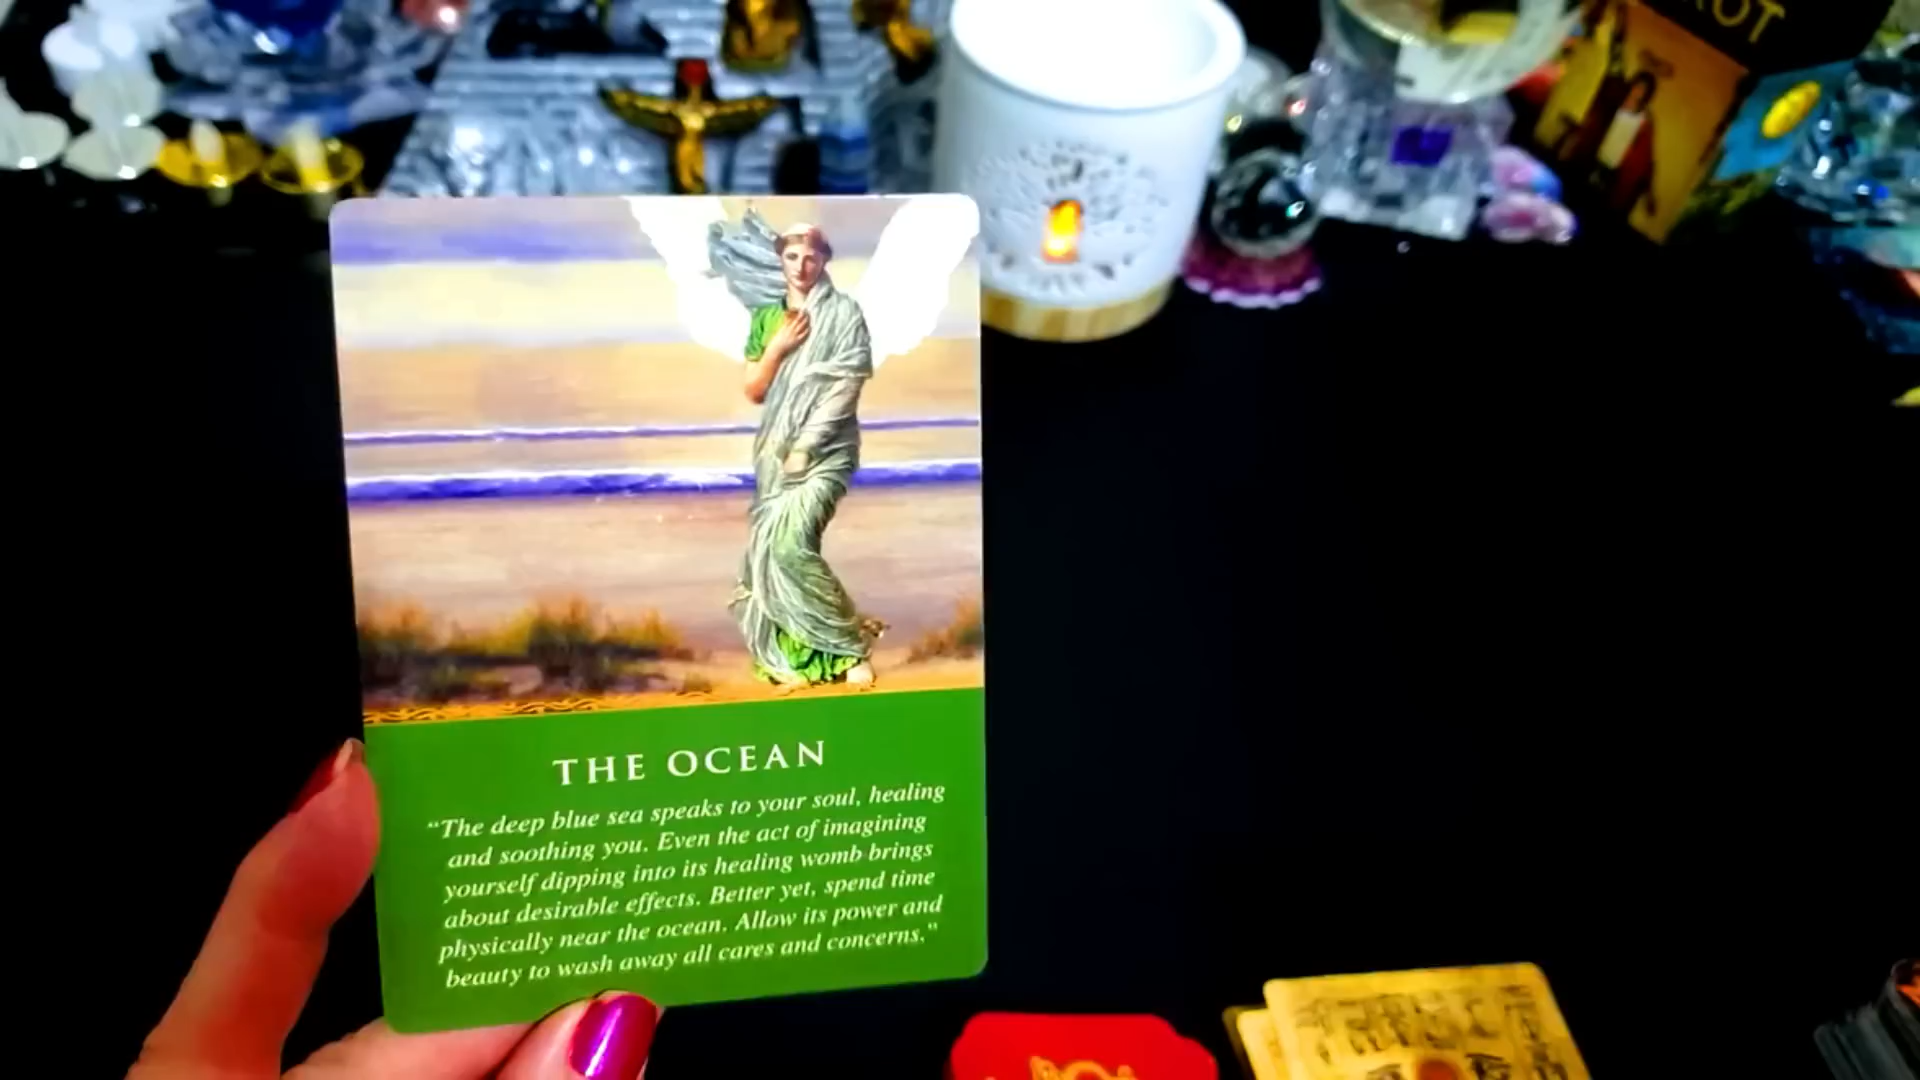 OT
THE OCEAN
“The deep blue sea speaks to your soul, healing
and soothing you. Even the act of imagining
yourself dipping into its healing womb brings
about desirable effects. Better yet, spend time
physically near the ocean. Allow its power and
beauty to wash away all cares and concerns.”